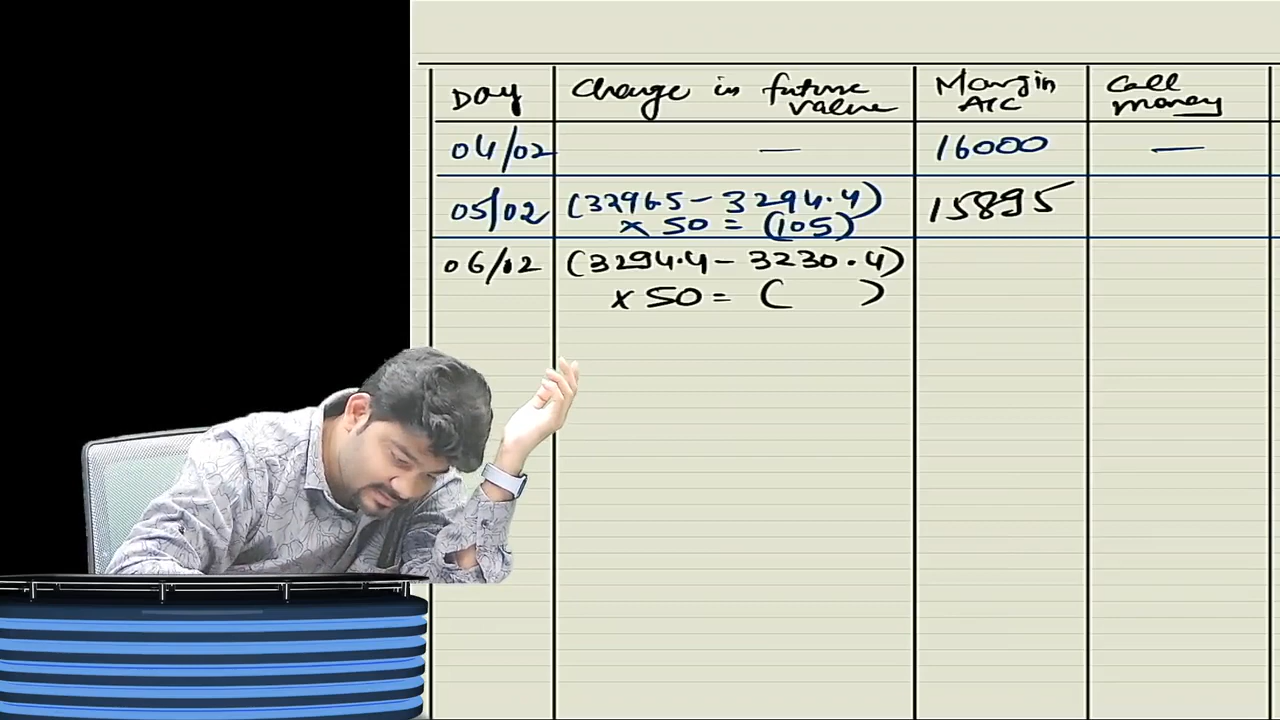 Day Change in future value Margin A/C Call money
04/02 — 16000 —
05/02 (3296.5 - 3294.4) x 50 = (105) 15895
06/02 (3294.4 - 3230.4) x 50 = ( )